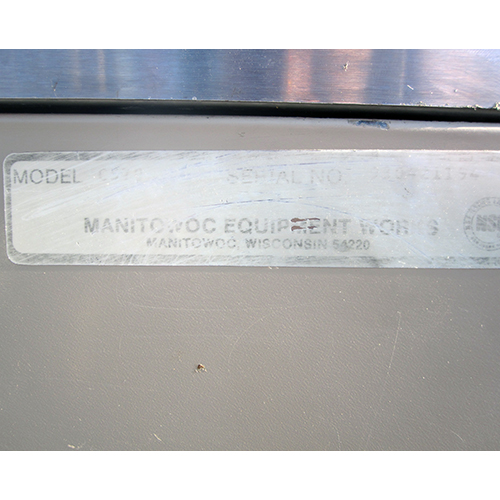 MODEL SERIAL NO.
MANITOWOC EQUIPMENT WORKS
MANITOWOC, WISCONSIN 54220